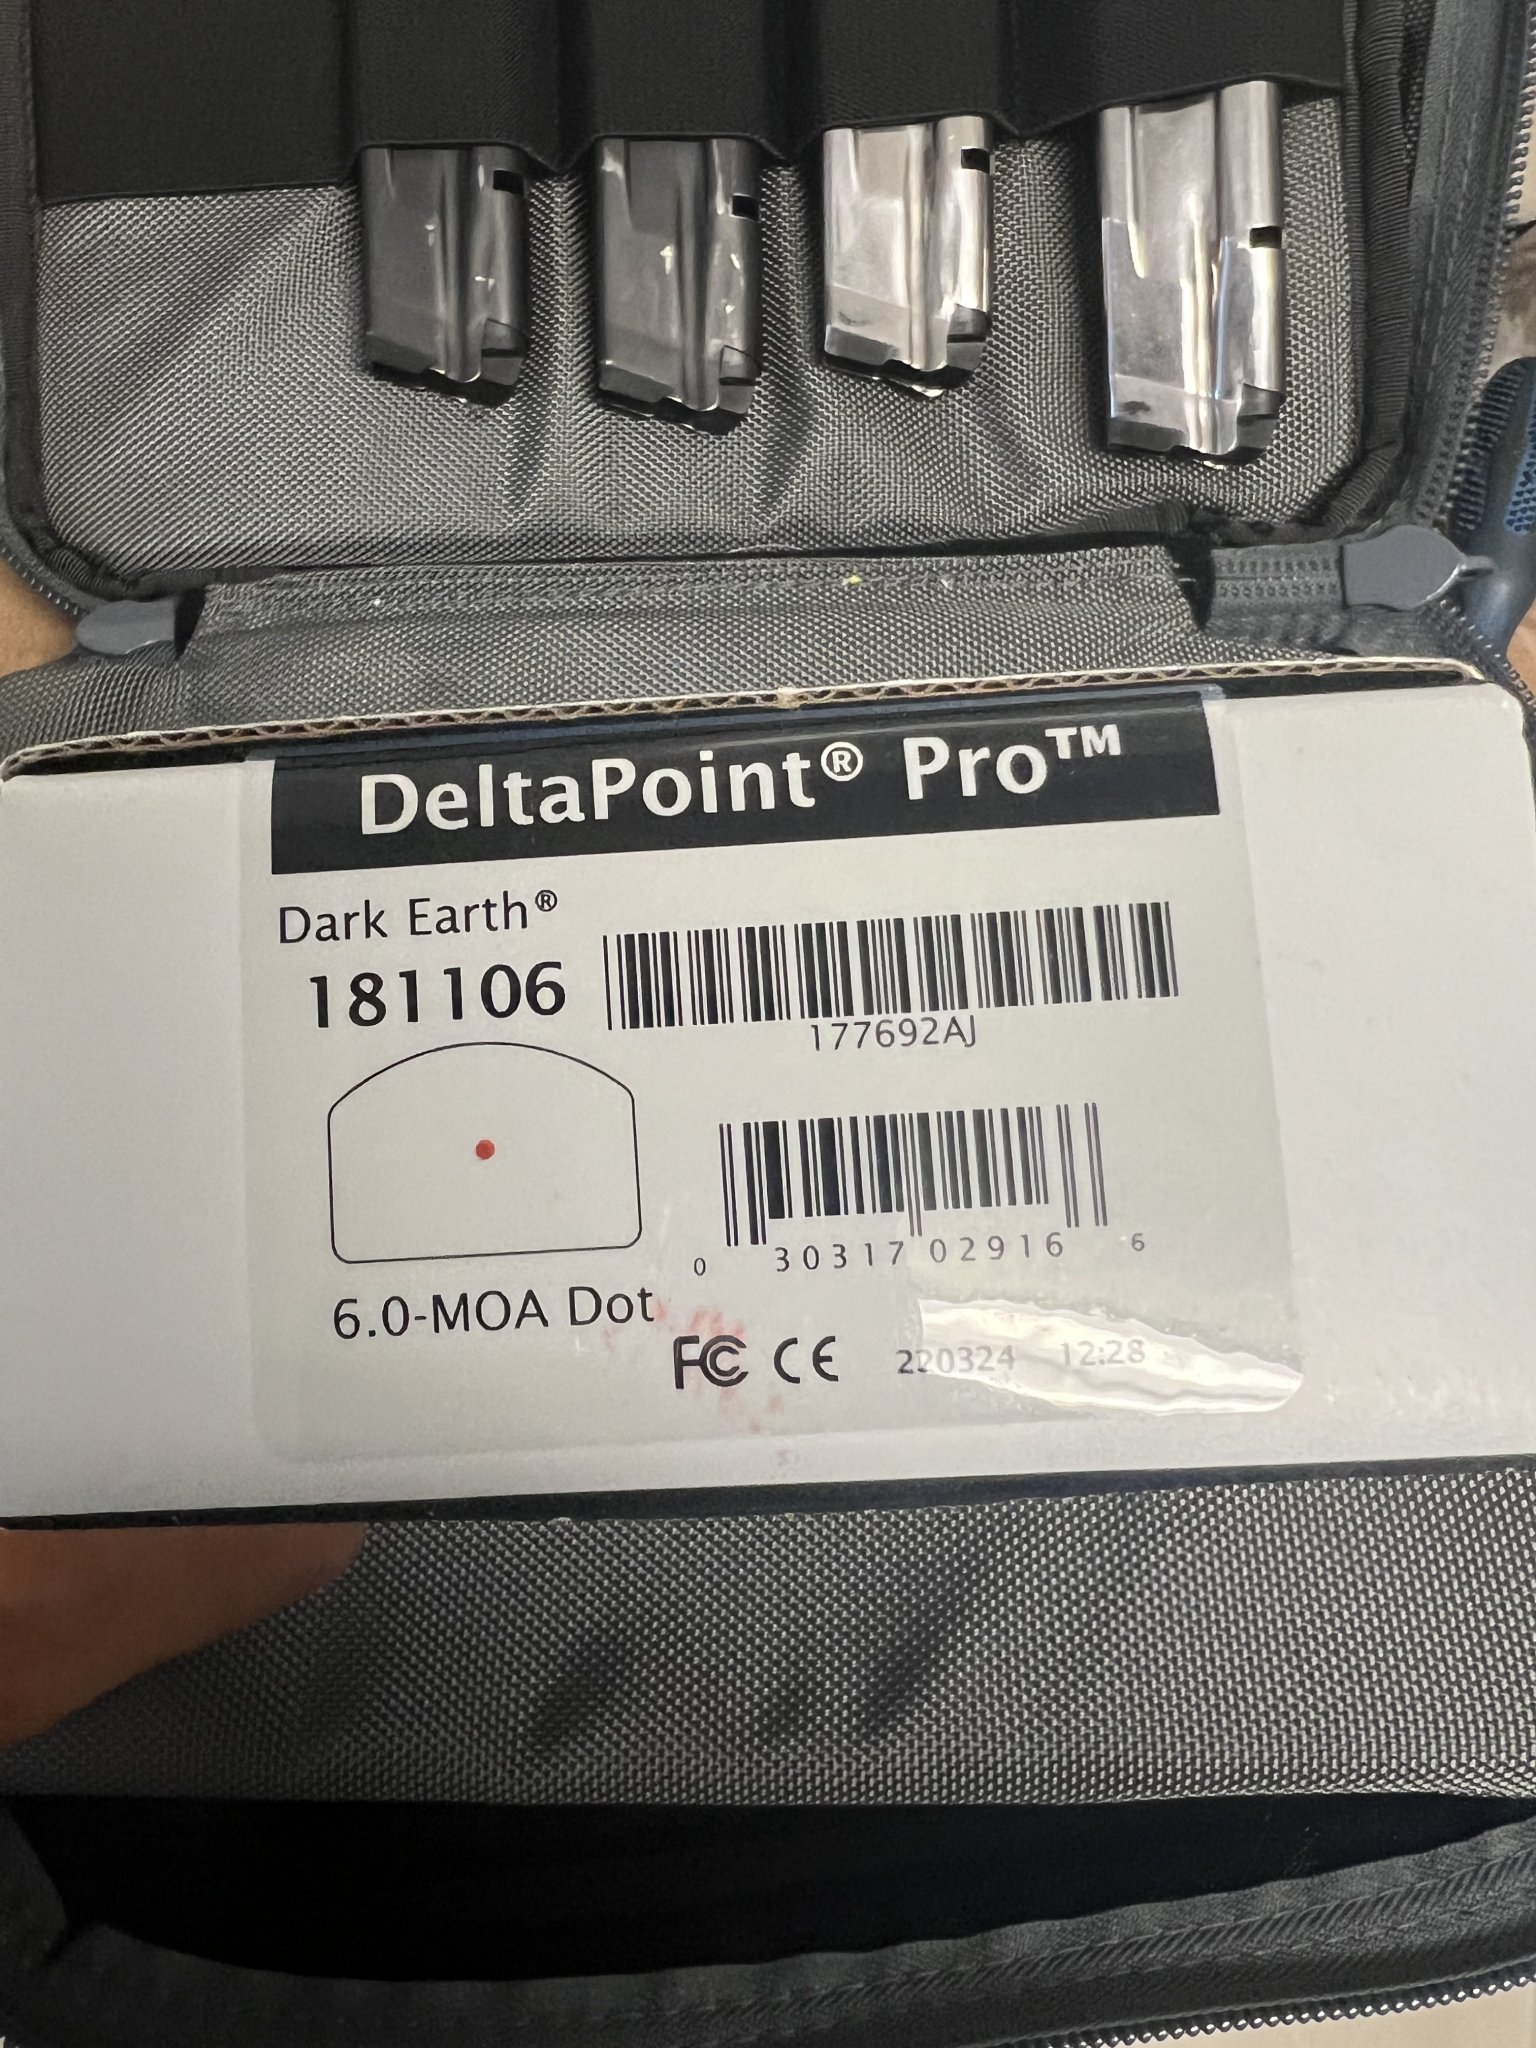 DeltaPoint® Pro™
Dark Earth®
181106
177692AJ
0 30317 02916 6
6.0-MOA Dot
FC CE 220324 12:28